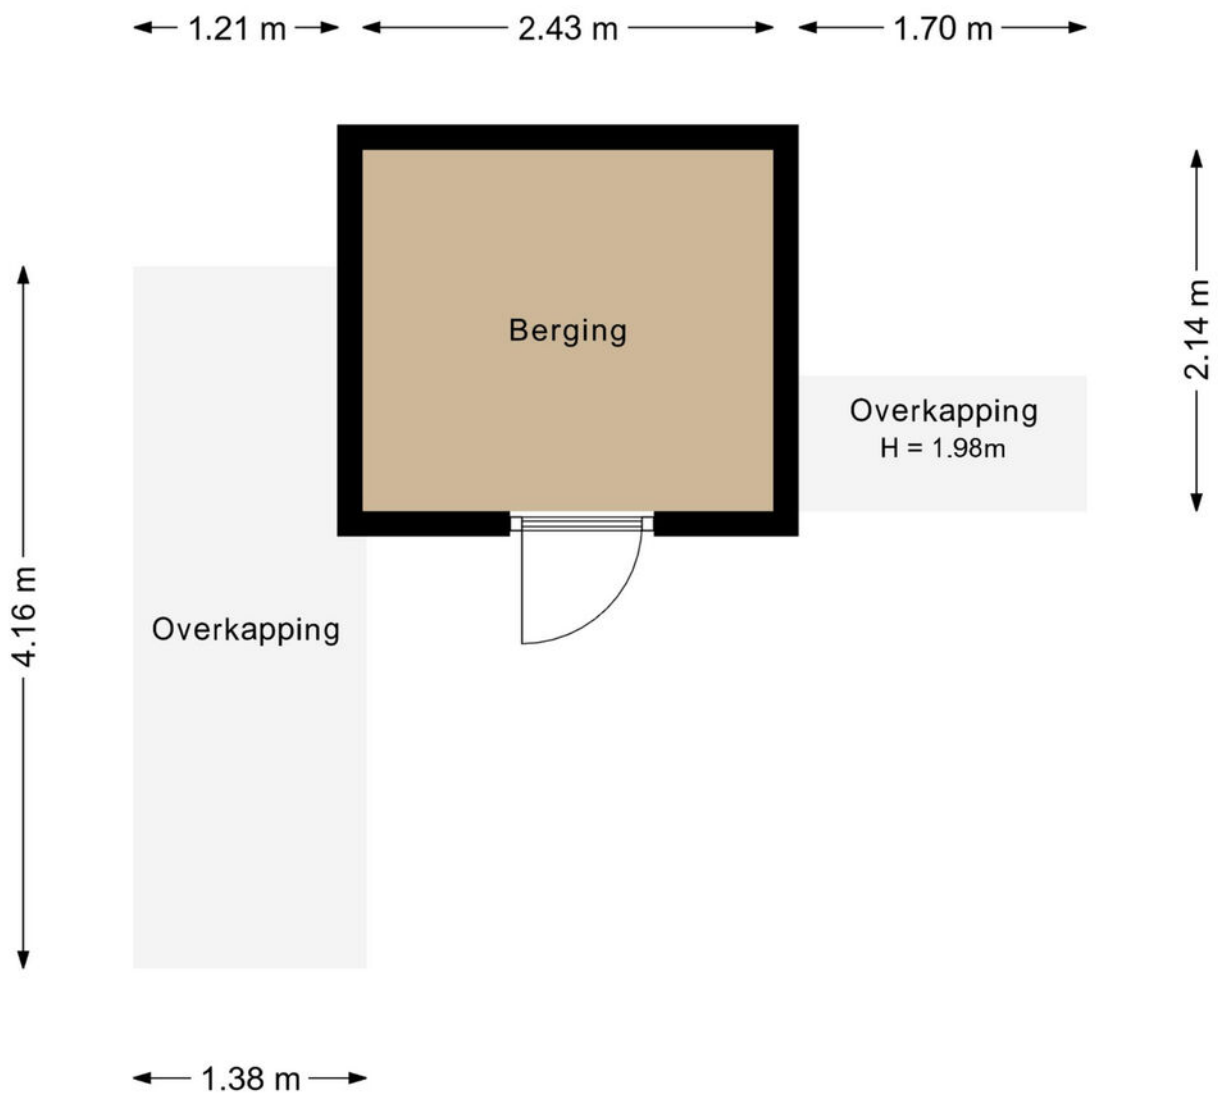 1.21 m
2.43 m
1.70 m
2.14 m
Berging
Overkapping
H = 1.98m
4.16 m
Overkapping
1.38 m